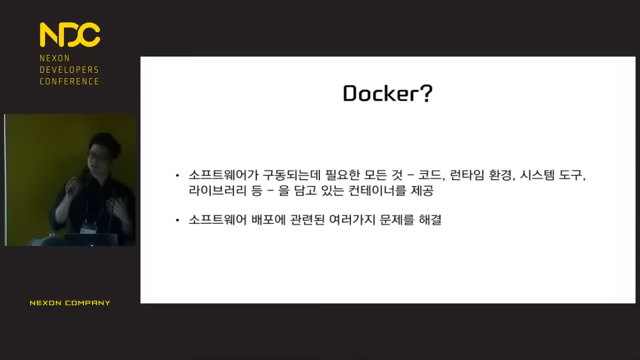 NDC
NEXON
DEVELOPERS
CONFERENCE
Docker?
• 소프트웨어가 구동되는데 필요한 모든 것 – 코드, 런타임 환경, 시스템 도구,
라이브러리 등 – 을 담고 있는 컨테이너를 제공
• 소프트웨어 배포에 관련된 여러가지 문제를 해결
NEXON COMPANY